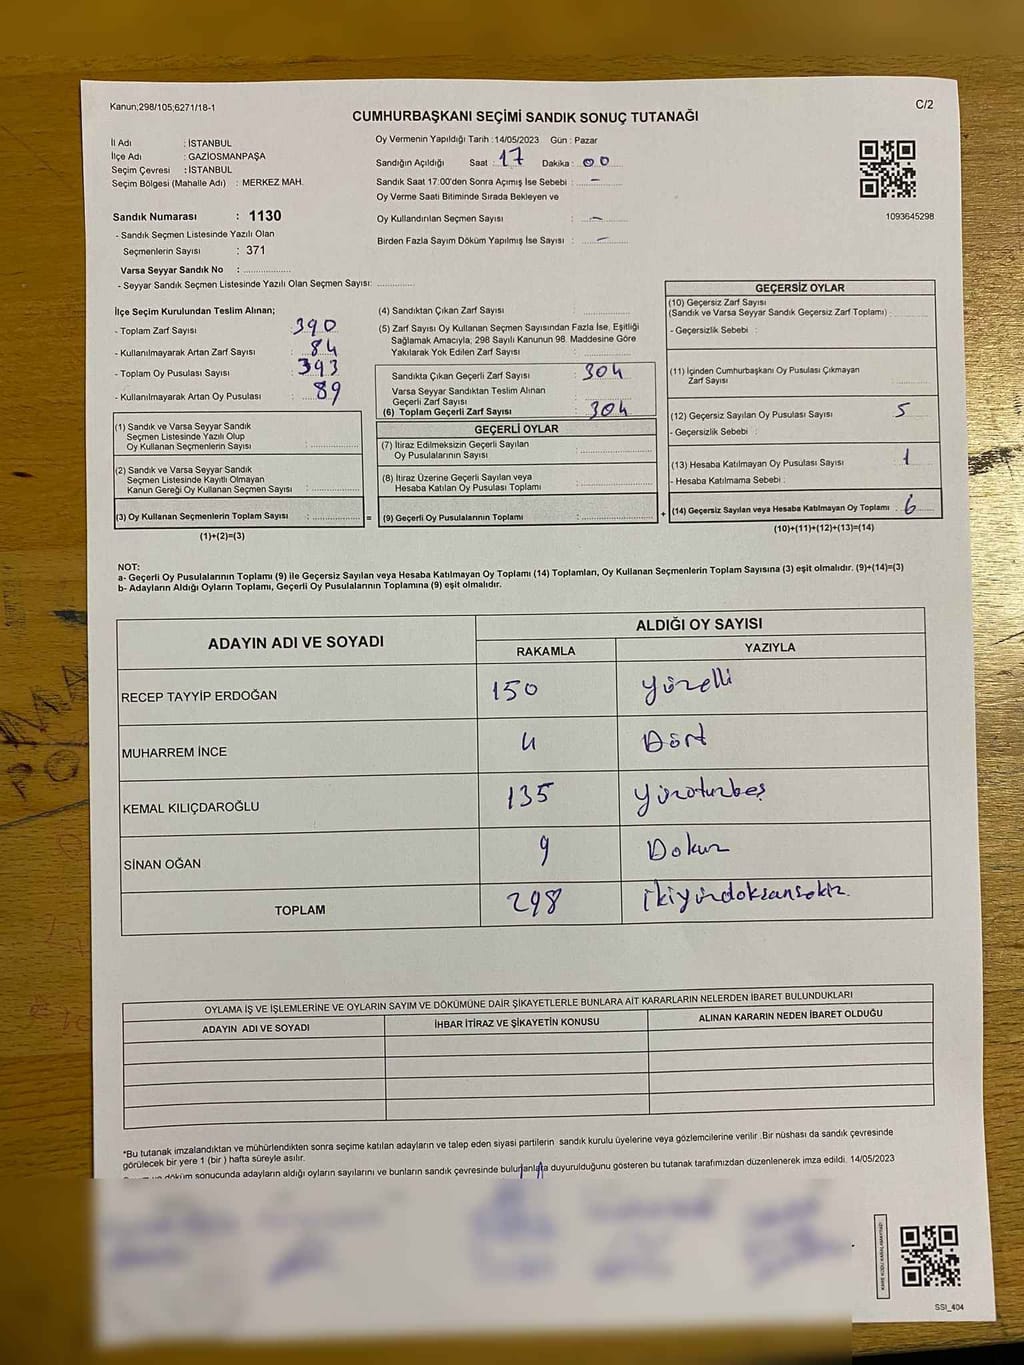 Kanun;298/105;6271/18-1
C/2
CUMHURBAŞKANI SEÇİMİ SANDIK SONUÇ TUTANAĞI
İl Adı : İSTANBUL
İlçe Adı : GAZİOSMANPAŞA
Seçim Çevresi : İSTANBUL
Seçim Bölgesi (Mahalle Adı) : MERKEZ MAH.
Sandık Numarası : 1130
- Sandık Seçmen Listesinde Yazılı Olan
Seçmenlerin Sayısı : 371
Varsa Seyyar Sandık No :
- Seyyar Sandık Seçmen Listesinde Yazılı Olan Seçmen Sayısı:
Oy Vermenin Yapıldığı Tarih : 14/05/2023 Gün : Pazar
Sandığın Açıldığı Saat : 17 Dakika : 00
Sandık Saat 17:00'den Sonra Açımış İse Sebebi : -
Oy Verme Saati Bitiminde Sırada Bekleyen ve
Oy Kullandırılan Seçmen Sayısı : -
Birden Fazla Sayım Döküm Yapılmış İse Sayısı : -
1093645298
İlçe Seçim Kurulundan Teslim Alınan;
- Toplam Zarf Sayısı : 390
- Kullanılmayarak Artan Zarf Sayısı : 84
- Toplam Oy Pusulası Sayısı : 393
- Kullanılmayarak Artan Oy Pusulası : 89
(1) Sandık ve Varsa Seyyar Sandık
Seçmen Listesinde Yazılı Olup
Oy Kullanan Seçmenlerin Sayısı :
(2) Sandık ve Varsa Seyyar Sandık
Seçmen Listesinde Kayıtlı Olmayan
Kanun Gereği Oy Kullanan Seçmen Sayısı :
(3) Oy Kullanan Seçmenlerin Toplam Sayısı :
(1)+(2)=(3)
(4) Sandıktan Çıkan Zarf Sayısı :
(5) Zarf Sayısı Oy Kullanan Seçmen Sayısından Fazla İse, Eşitliği
Sağlamak Amacıyla; 298 Sayılı Kanunun 98. Maddesine Göre
Yakılarak Yok Edilen Zarf Sayısı :
Sandıkta Çıkan Geçerli Zarf Sayısı : 304
Varsa Seyyar Sandıktan Teslim Alınan
Geçerli Zarf Sayısı :
(6) Toplam Geçerli Zarf Sayısı : 304
GEÇERLİ OYLAR
(7) İtiraz Edilmeksizin Geçerli Sayılan
Oy Pusulalarının Sayısı :
(8) İtiraz Üzerine Geçerli Sayılan veya
Hesaba Katılan Oy Pusulası Toplamı :
= (9) Geçerli Oy Pusulalarının Toplamı :
GEÇERSİZ OYLAR
(10) Geçersiz Zarf Sayısı
(Sandık ve Varsa Seyyar Sandık Geçersiz Zarf Toplamı) :
- Geçersizlik Sebebi :
(11) İçinden Cumhurbaşkanı Oy Pusulası Çıkmayan
Zarf Sayısı
(12) Geçersiz Sayılan Oy Pusulası Sayısı : 5
- Geçersizlik Sebebi :
(13) Hesaba Katılmayan Oy Pusulası Sayısı : 1
- Hesaba Katılmama Sebebi :
+ (14) Geçersiz Sayılan veya Hesaba Katılmayan Oy Toplamı : 6
(10)+(11)+(12)+(13)=(14)
NOT:
a- Geçerli Oy Pusulalarının Toplamı (9) ile Geçersiz Sayılan veya Hesaba Katılmayan Oy Toplamı (14) Toplamları, Oy Kullanan Seçmenlerin Toplam Sayısına (3) eşit olmalıdır. (9)+(14)=(3)
b- Adayların Aldığı Oyların Toplamı, Geçerli Oy Pusulalarının Toplamına (9) eşit olmalıdır.
ADAYIN ADI VE SOYADI
ALDIĞI OY SAYISI
RAKAMLA YAZIYLA
RECEP TAYYİP ERDOĞAN 150 Yüzelli
MUHARREM İNCE 4 Dört
KEMAL KILIÇDAROĞLU 135 Yüzotuzbeş
SİNAN OĞAN 9 Dokuz
TOPLAM 298 İkiyüzdoksansekiz
OYLAMA İŞ VE İŞLEMLERİNE VE OYLARIN SAYIM VE DÖKÜMÜNE DAİR ŞİKAYETLERLE BUNLARA AİT KARARLARIN NELERDEN İBARET BULUNDUKLARI
ADAYIN ADI VE SOYADI İHBAR İTİRAZ VE ŞİKAYETİN KONUSU ALINAN KARARIN NEDEN İBARET OLDUĞU
*Bu tutanak imzalandıktan ve mühürlendikten sonra seçime katılan adayların ve talep eden siyasi partilerin sandık kurulu üyelerine veya gözlemcilerine verilir .Bir nüshası da sandık çevresinde
görülecek bir yere 1 (bir ) hafta süreyle asılır.
döküm sonucunda adayların aldığı oyların sayılarını ve bunların sandık çevresinde bulunanlara duyurulduğunu gösteren bu tutanak tarafımızdan düzenlenerek imza edildi. 14/05/2023
SSI_404